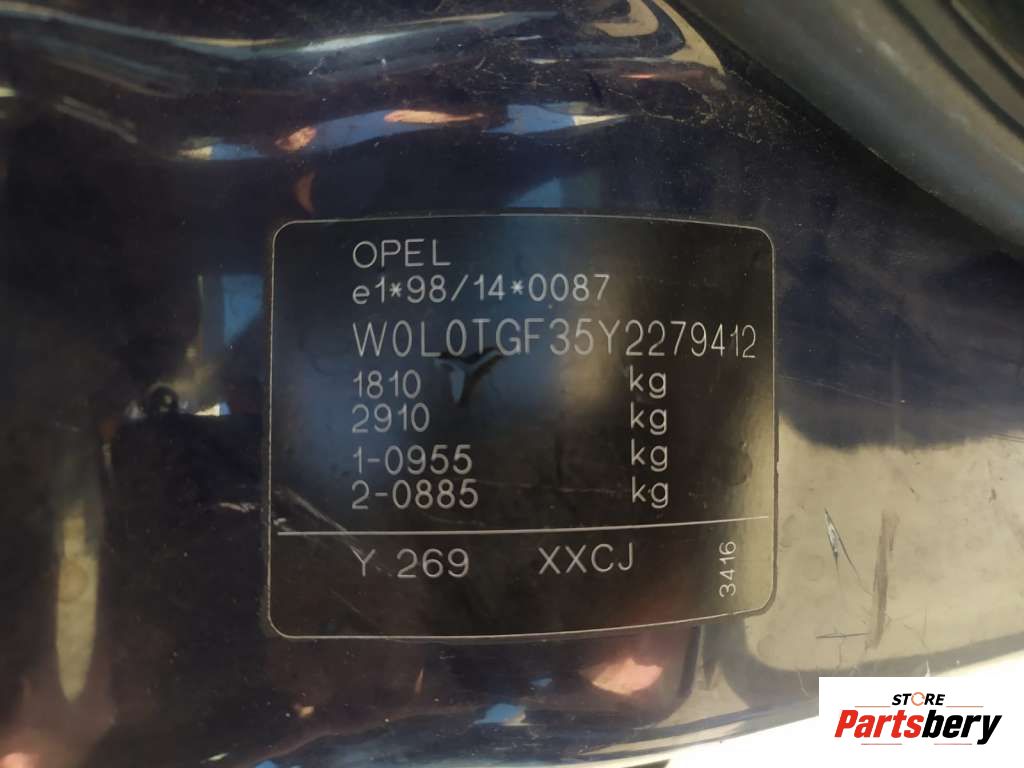 OPEL
e1*98/14*0087
W0L0TGF35Y2279412
1810 kg
2910 kg
1-0955 kg
2-0885 kg
Y 269 XXCJ
3416
STORE
Partsbery